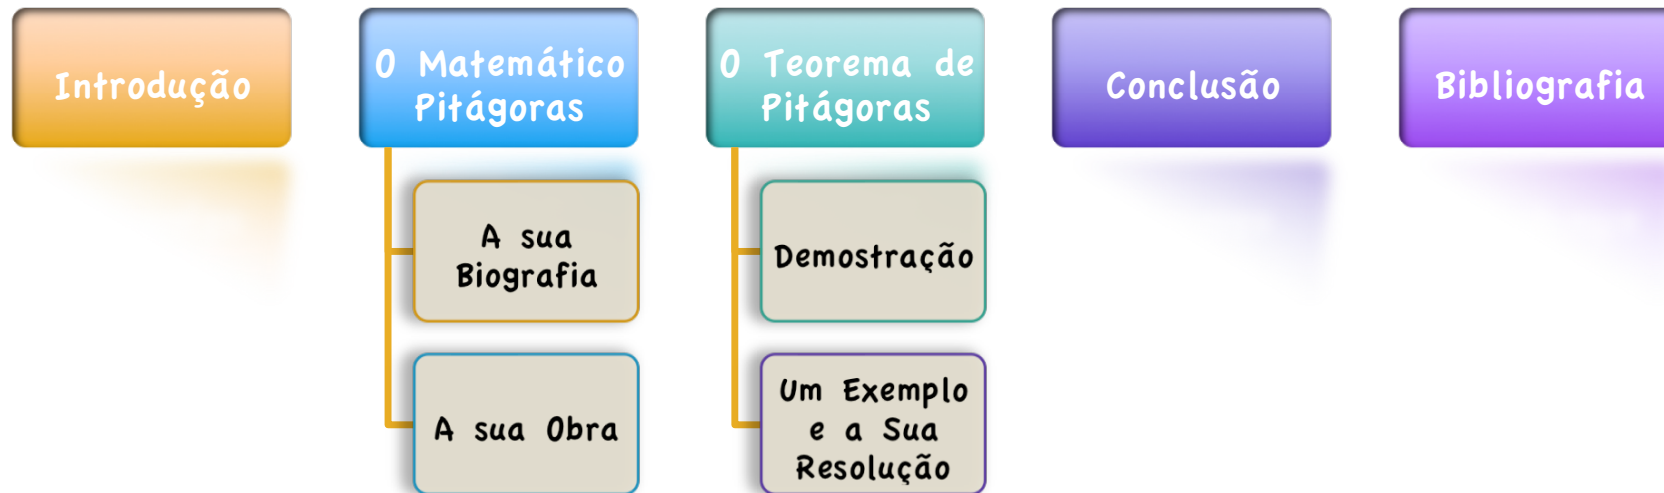 Introdução
O Matemático
Pitágoras
A sua
Biografia
A sua Obra
O Teorema de
Pitágoras
Demostração
Um Exemplo
e a Sua
Resolução
Conclusão
Bibliografia